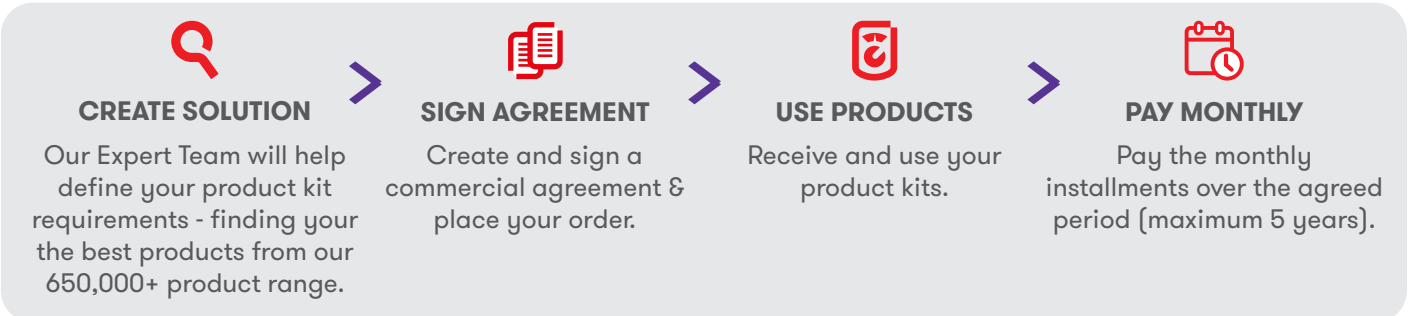 CREATE SOLUTION
Our Expert Team will help
define your product kit
requirements - finding your
the best products from our
650,000+ product range.
SIGN AGREEMENT
Create and sign a
commercial agreement &
place your order.
USE PRODUCTS
Receive and use your
product kits.
PAY MONTHLY
Pay the monthly
installments over the agreed
period (maximum 5 years).